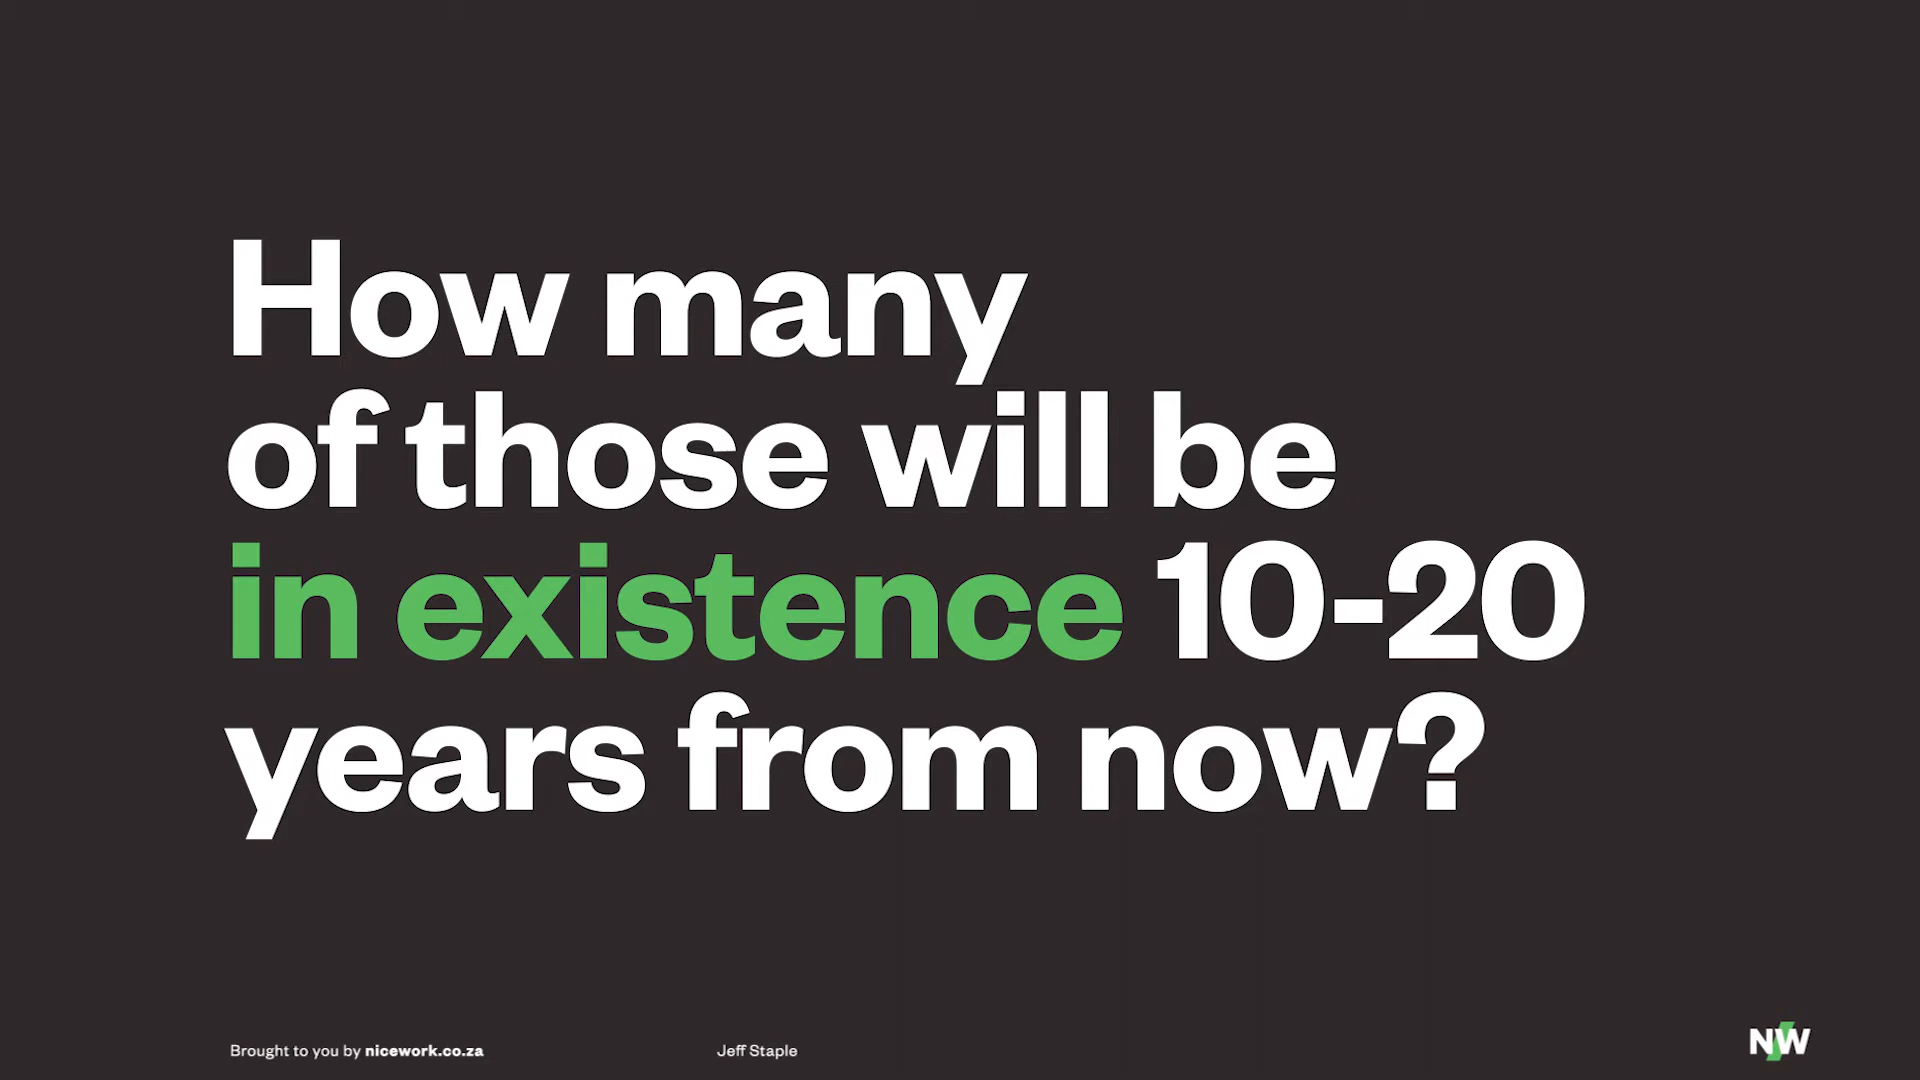 How many
of those will be
in existence 10-20
years from now?
Brought to you by nicework.co.za
Jeff Staple
NW